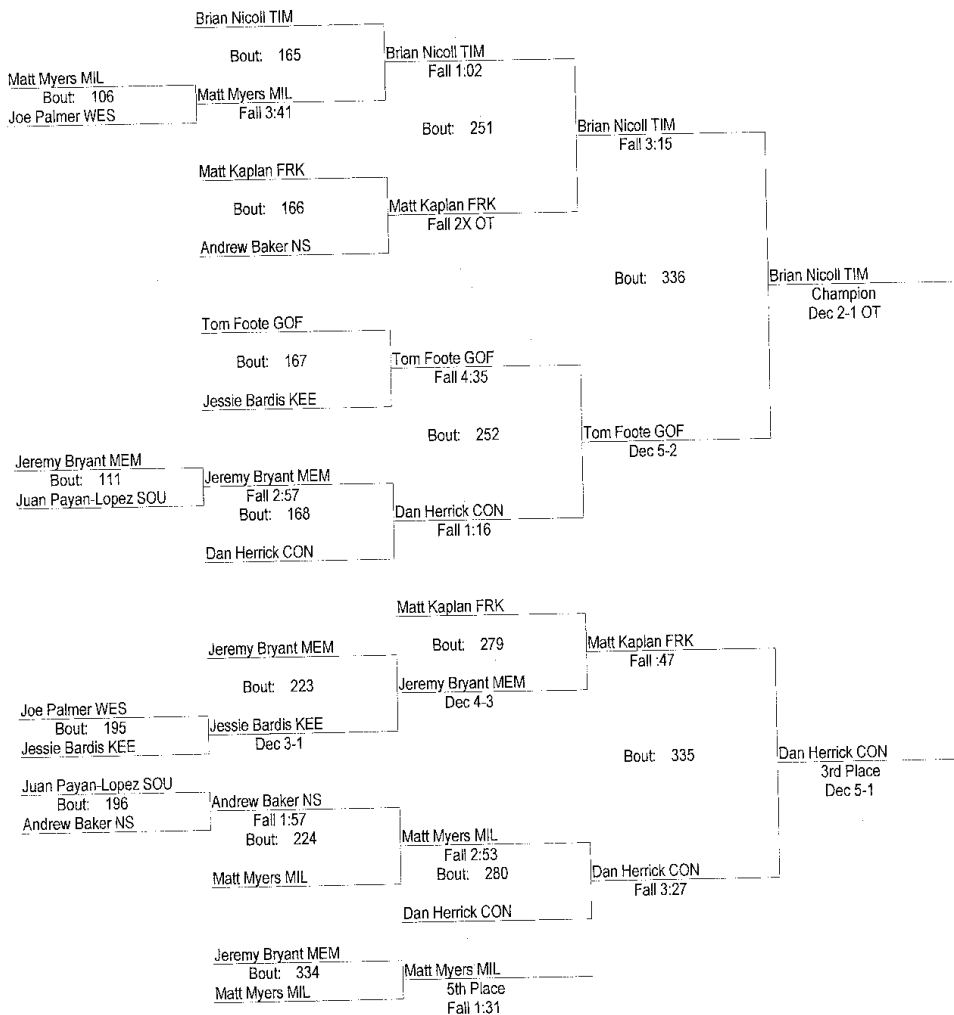 Brian Nicoll TIM
Bout: 165
Brian Nicoll TIM
Fall 1:02
Matt Myers MIL
Bout: 106
Joe Palmer WES
Matt Myers MIL
Fall 3:41
Bout: 251
Brian Nicoll TIM
Fall 3:15
Matt Kaplan FRK
Bout: 166
Matt Kaplan FRK
Fall 2X OT
Andrew Baker NS
Bout: 336
Brian Nicoll TIM
Champion
Dec 2-1 OT
Tom Foote GOF
Bout: 167
Tom Foote GOF
Fall 4:35
Jessie Bardis KEE
Bout: 252
Tom Foote GOF
Dec 5-2
Jeremy Bryant MEM
Bout: 111
Juan Payan-Lopez SOU
Jeremy Bryant MEM
Fall 2:57
Bout: 168
Dan Herrick CON
Fall 1:16
Dan Herrick CON
Matt Kaplan FRK
Bout: 279
Matt Kaplan FRK
Fall :47
Jeremy Bryant MEM
Bout: 223
Jeremy Bryant MEM
Dec 4-3
Joe Palmer WES
Bout: 195
Jessie Bardis KEE
Jessie Bardis KEE
Dec 3-1
Bout: 335
Dan Herrick CON
3rd Place
Dec 5-1
Juan Payan-Lopez SOU
Bout: 196
Andrew Baker NS
Andrew Baker NS
Fall 1:57
Bout: 224
Matt Myers MIL
Fall 2:53
Bout: 280
Matt Myers MIL
Dan Herrick CON
Fall 3:27
Dan Herrick CON
Jeremy Bryant MEM
Bout: 334
Matt Myers MIL
Matt Myers MIL
5th Place
Fall 1:31